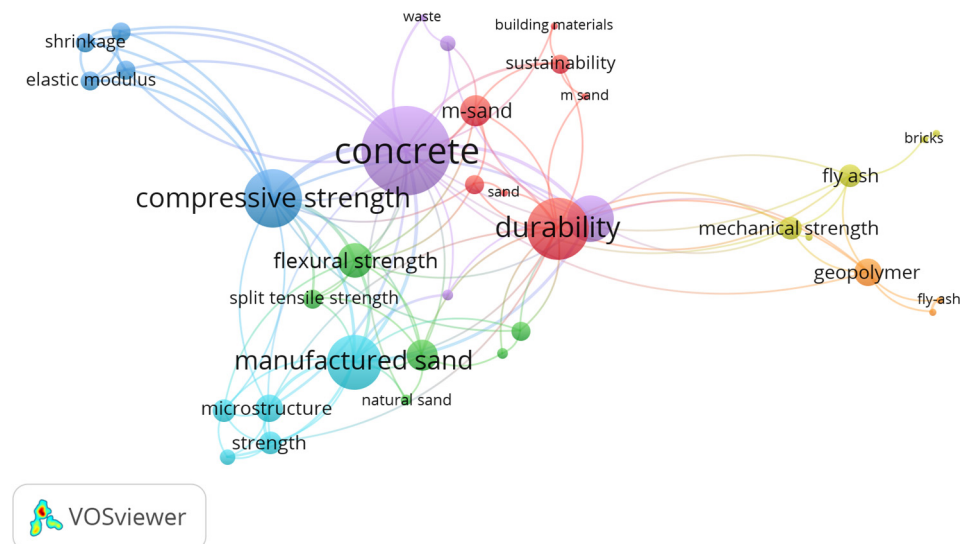 waste
building materials
shrinkage
sustainability
elastic modulus
m sand
m-sand
bricks
concrete
fly ash
compressive strength
sand
durability
mechanical strength
flexural strength
geopolymer
split tensile strength
fly-ash
manufactured sand
natural sand
microstructure
strength
VOSviewer